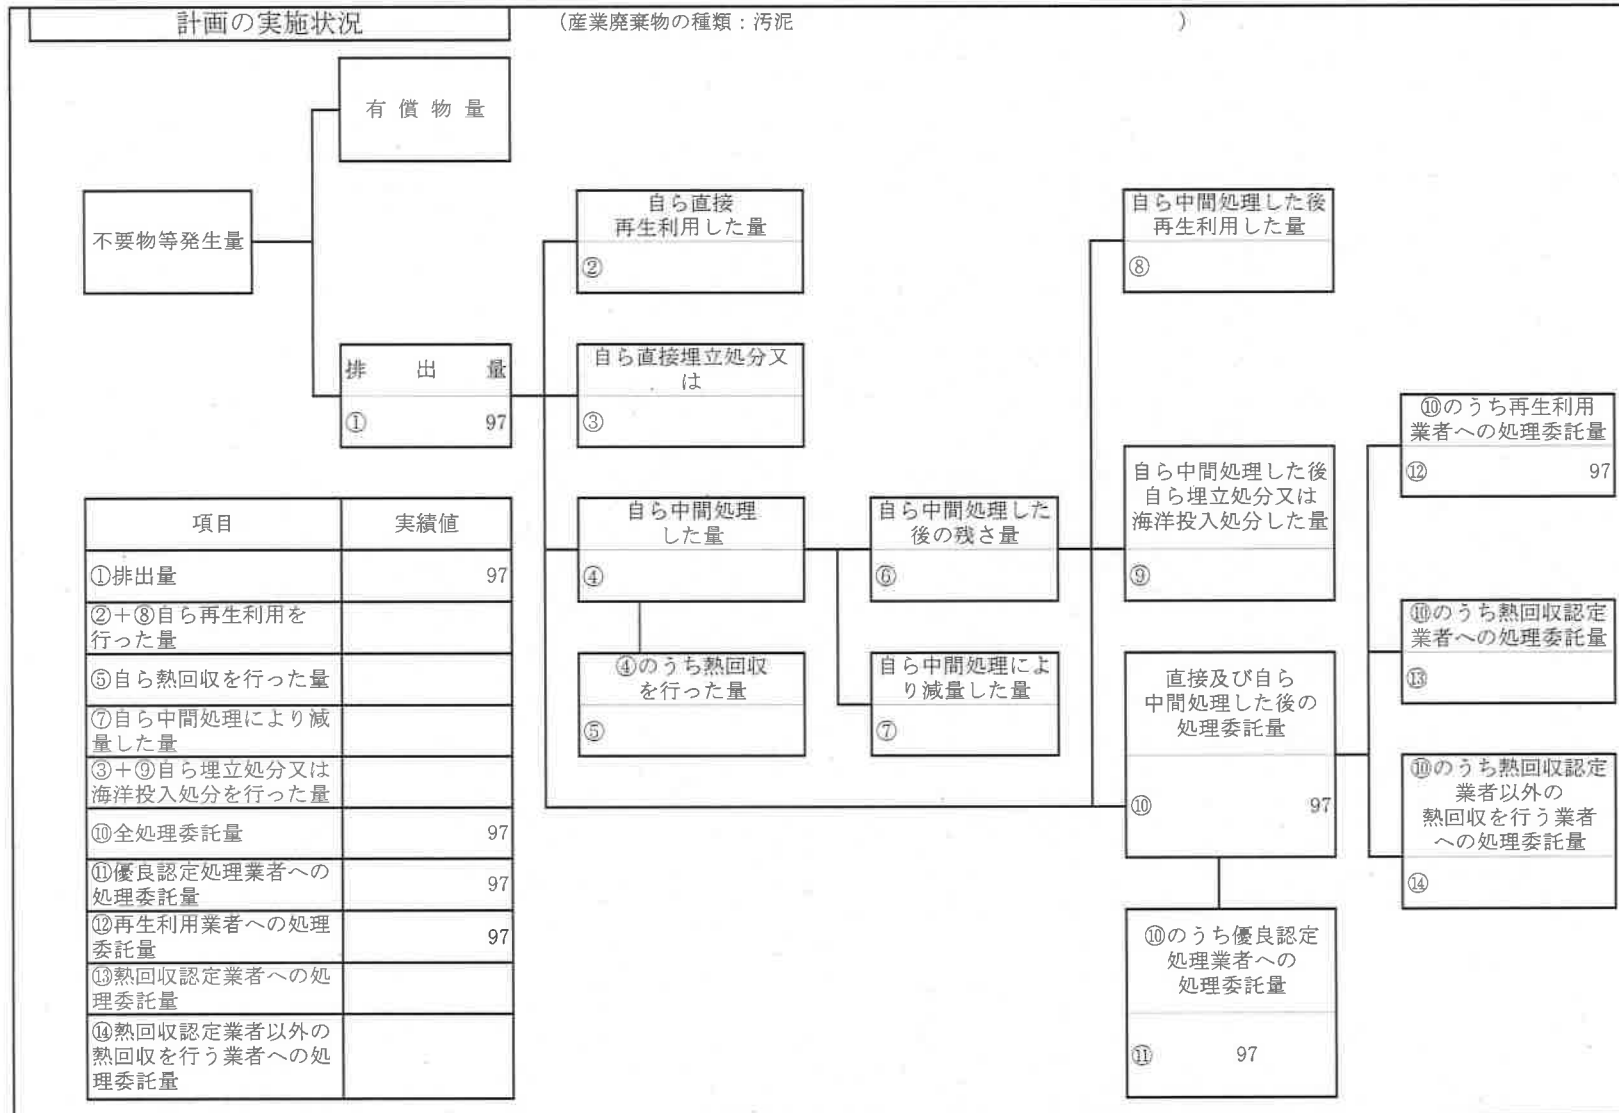 計画の実施状況
(産業廃棄物の種類：汚泥 )
有 償 物 量
不要物等発生量
排 出 量
① 97
自ら直接
再生利用した量
②
自ら直接埋立処分又
は
③
自ら中間処理
した量
④
④のうち熱回収
を行った量
⑤
自ら中間処理した
後の残さ量
⑥
自ら中間処理によ
り減量した量
⑦
自ら中間処理した後
再生利用した量
⑧
自ら中間処理した後
自ら埋立処分又は
海洋投入処分した量
⑨
直接及び自ら
中間処理した後の
処理委託量
⑩ 97
⑩のうち優良認定
処理業者への
処理委託量
⑪ 97
⑩のうち再生利用
業者への処理委託量
⑫ 97
⑩のうち熱回収認定
業者への処理委託量
⑬
⑩のうち熱回収認定
業者以外の
熱回収を行う業者
への処理委託量
⑭
項目 実績値
①排出量 97
②＋⑧自ら再生利用を
行った量
⑤自ら熱回収を行った量
⑦自ら中間処理により減
量した量
③＋⑨自ら埋立処分又は
海洋投入処分を行った量
⑩全処理委託量 97
⑪優良認定処理業者への
処理委託量 97
⑫再生利用業者への処理
委託量 97
⑬熱回収認定業者への処
理委託量
⑭熱回収認定業者以外の
熱回収を行う業者への処
理委託量